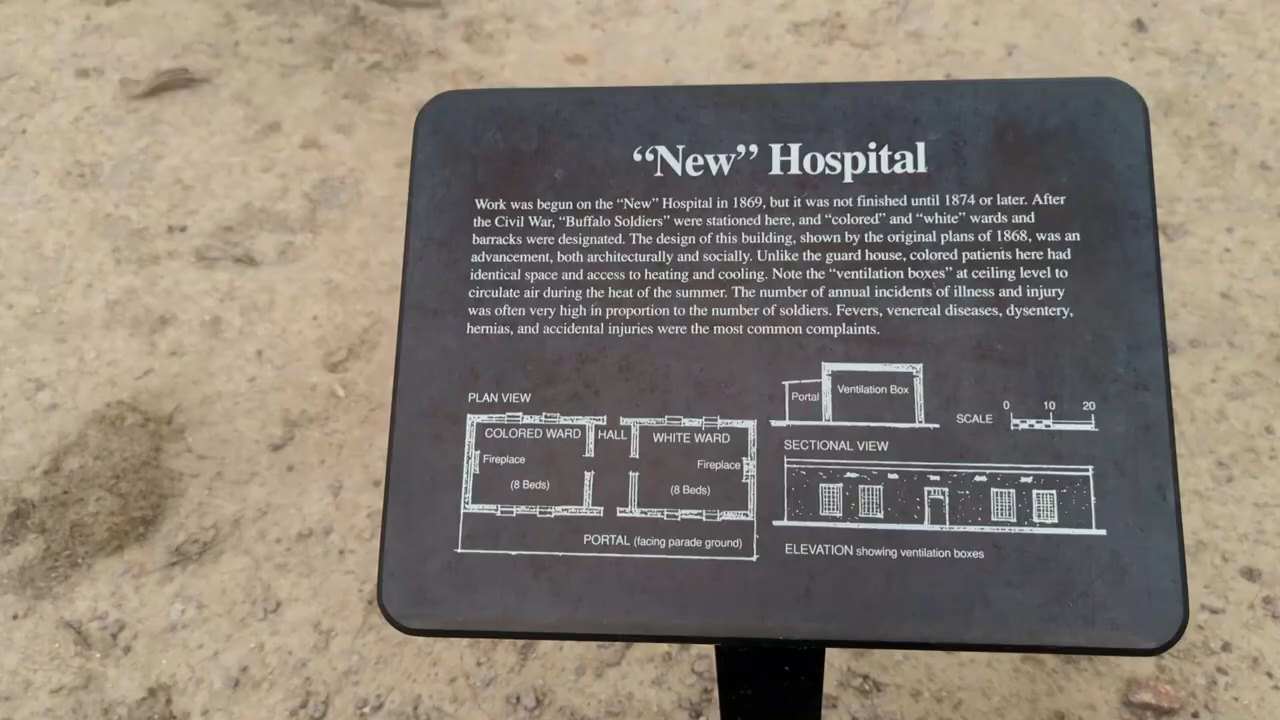 “New” Hospital
Work was begun on the “New” Hospital in 1869, but it was not finished until 1874 or later. After
the Civil War, “Buffalo Soldiers” were stationed here, and “colored” and “white” wards and
barracks were designated. The design of this building, shown by the original plans of 1868, was an
advancement, both architecturally and socially. Unlike the guard house, colored patients here had
identical space and access to heating and cooling. Note the “ventilation boxes” at ceiling level to
circulate air during the heat of the summer. The number of annual incidents of illness and injury
was often very high in proportion to the number of soldiers. Fevers, venereal diseases, dysentery,
hernias, and accidental injuries were the most common complaints.
PLAN VIEW
COLORED WARD
HALL
WHITE WARD
Fireplace
Fireplace
(8 Beds)
(8 Beds)
PORTAL (facing parade ground)
Portal
Ventilation Box
SCALE
0 10 20
SECTIONAL VIEW
ELEVATION showing ventilation boxes